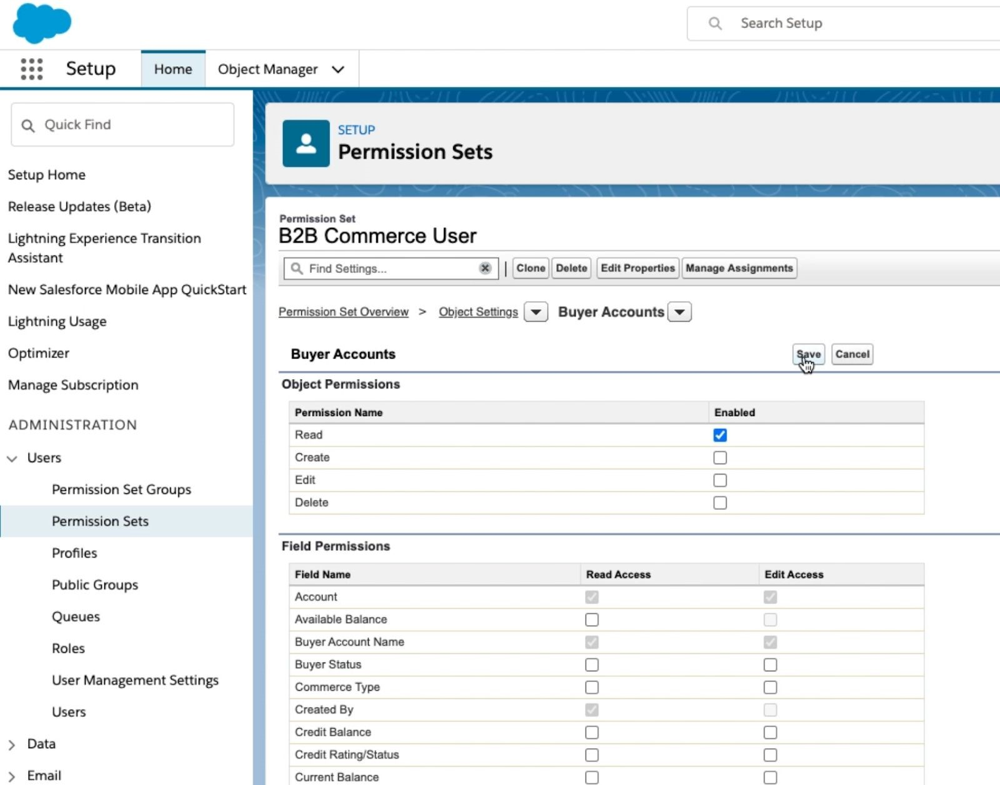 Search Setup
Setup
Home
Object Manager
Quick Find
Setup Home
Release Updates (Beta)
Lightning Experience Transition
Assistant
New Salesforce Mobile App QuickStart
Lightning Usage
Optimizer
Manage Subscription
ADMINISTRATION
Users
Permission Set Groups
Permission Sets
Profiles
Public Groups
Queues
Roles
User Management Settings
Users
Data
Email
SETUP
Permission Sets
Permission Set
B2B Commerce User
Find Settings... | Clone Delete Edit Properties Manage Assignments
Permission Set Overview > Object Settings Buyer Accounts
Buyer Accounts Save Cancel
Object Permissions
Permission Name Enabled
Read
Create
Edit
Delete
Field Permissions
Field Name Read Access Edit Access
Account
Available Balance
Buyer Account Name
Buyer Status
Commerce Type
Created By
Credit Balance
Credit Rating/Status
Current Balance